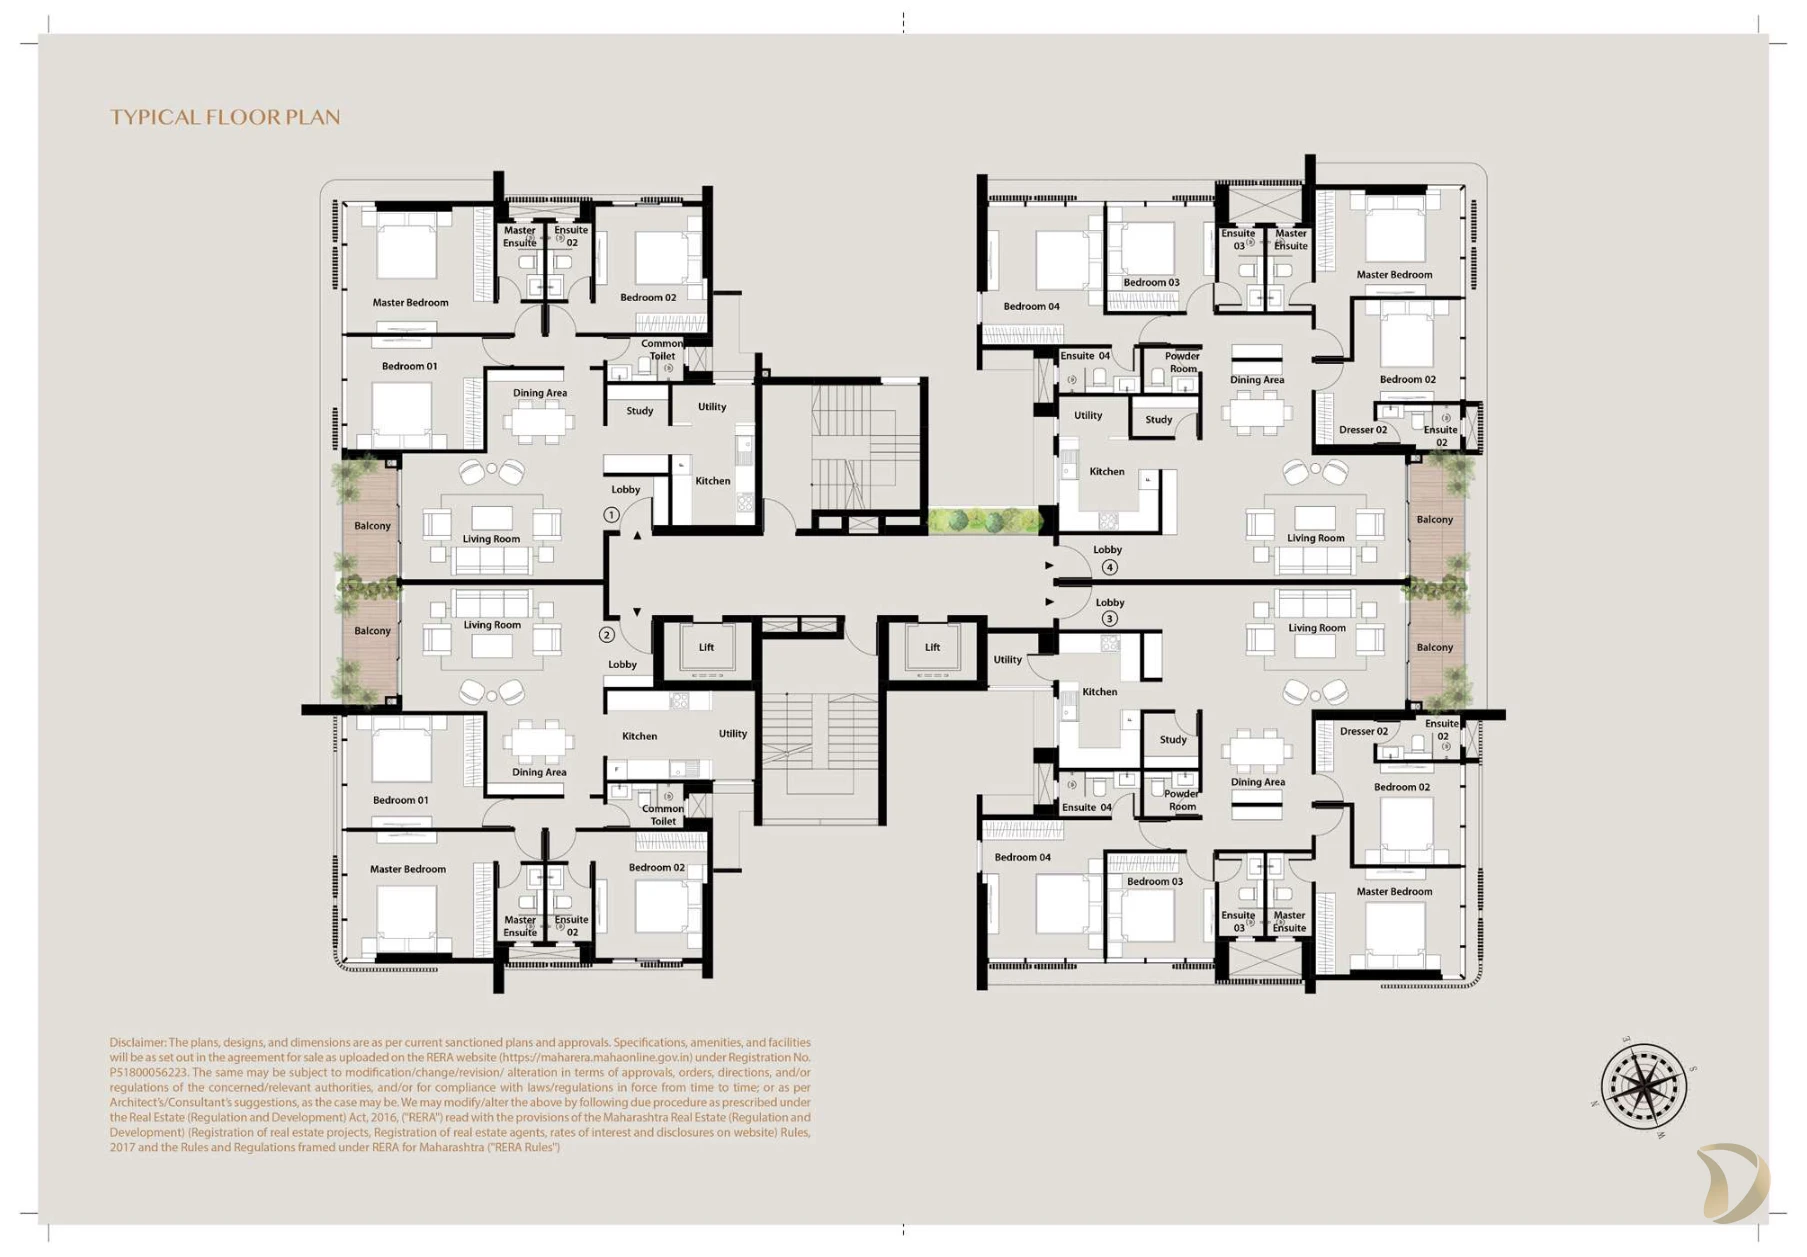 TYPICAL FLOOR PLAN
Master Bedroom
Master
Ensuite
Ensuite
02
Bedroom 02
Bedroom 01
Common
Toilet
Dining Area
Study
Utility
Kitchen
Lobby
1
Living Room
Balcony
Balcony
Living Room
2
Lobby
Kitchen
Utility
Dining Area
Bedroom 01
Common
Toilet
Master Bedroom
Bedroom 02
Master
Ensuite
Ensuite
02
Lift
Lift
Bedroom 04
Bedroom 03
Ensuite
03
Master
Ensuite
Master Bedroom
Ensuite 04
Powder
Room
Dining Area
Bedroom 02
Utility
Study
Dresser 02
Ensuite
02
Kitchen
F
Living Room
Balcony
Lobby
4
Lobby
3
Living Room
Balcony
Utility
Kitchen
F
Study
Dresser 02
Ensuite
02
Dining Area
Bedroom 02
Ensuite 04
Powder
Room
Bedroom 04
Bedroom 03
Master Bedroom
Ensuite
03
Master
Ensuite
F
F
Disclaimer: The plans, designs, and dimensions are as per current sanctioned plans and approvals. Specifications, amenities, and facilities
will be as set out in the agreement for sale as uploaded on the RERA website (https://maharera.mahaonline.gov.in) under Registration No.
P51800056223. The same may be subject to modification/change/revision/ alteration in terms of approvals, orders, directions, and/or
regulations of the concerned/relevant authorities, and/or for compliance with laws/regulations in force from time to time; or as per
Architect's/Consultant's suggestions, as the case may be. We may modify/alter the above by following due procedure as prescribed under
the Real Estate (Regulation and Development) Act, 2016, ("RERA") read with the provisions of the Maharashtra Real Estate (Regulation and
Development) (Registration of real estate projects, Registration of real estate agents, rates of interest and disclosures on website) Rules,
2017 and the Rules and Regulations framed under RERA for Maharashtra ("RERA Rules")
E
S
N
W